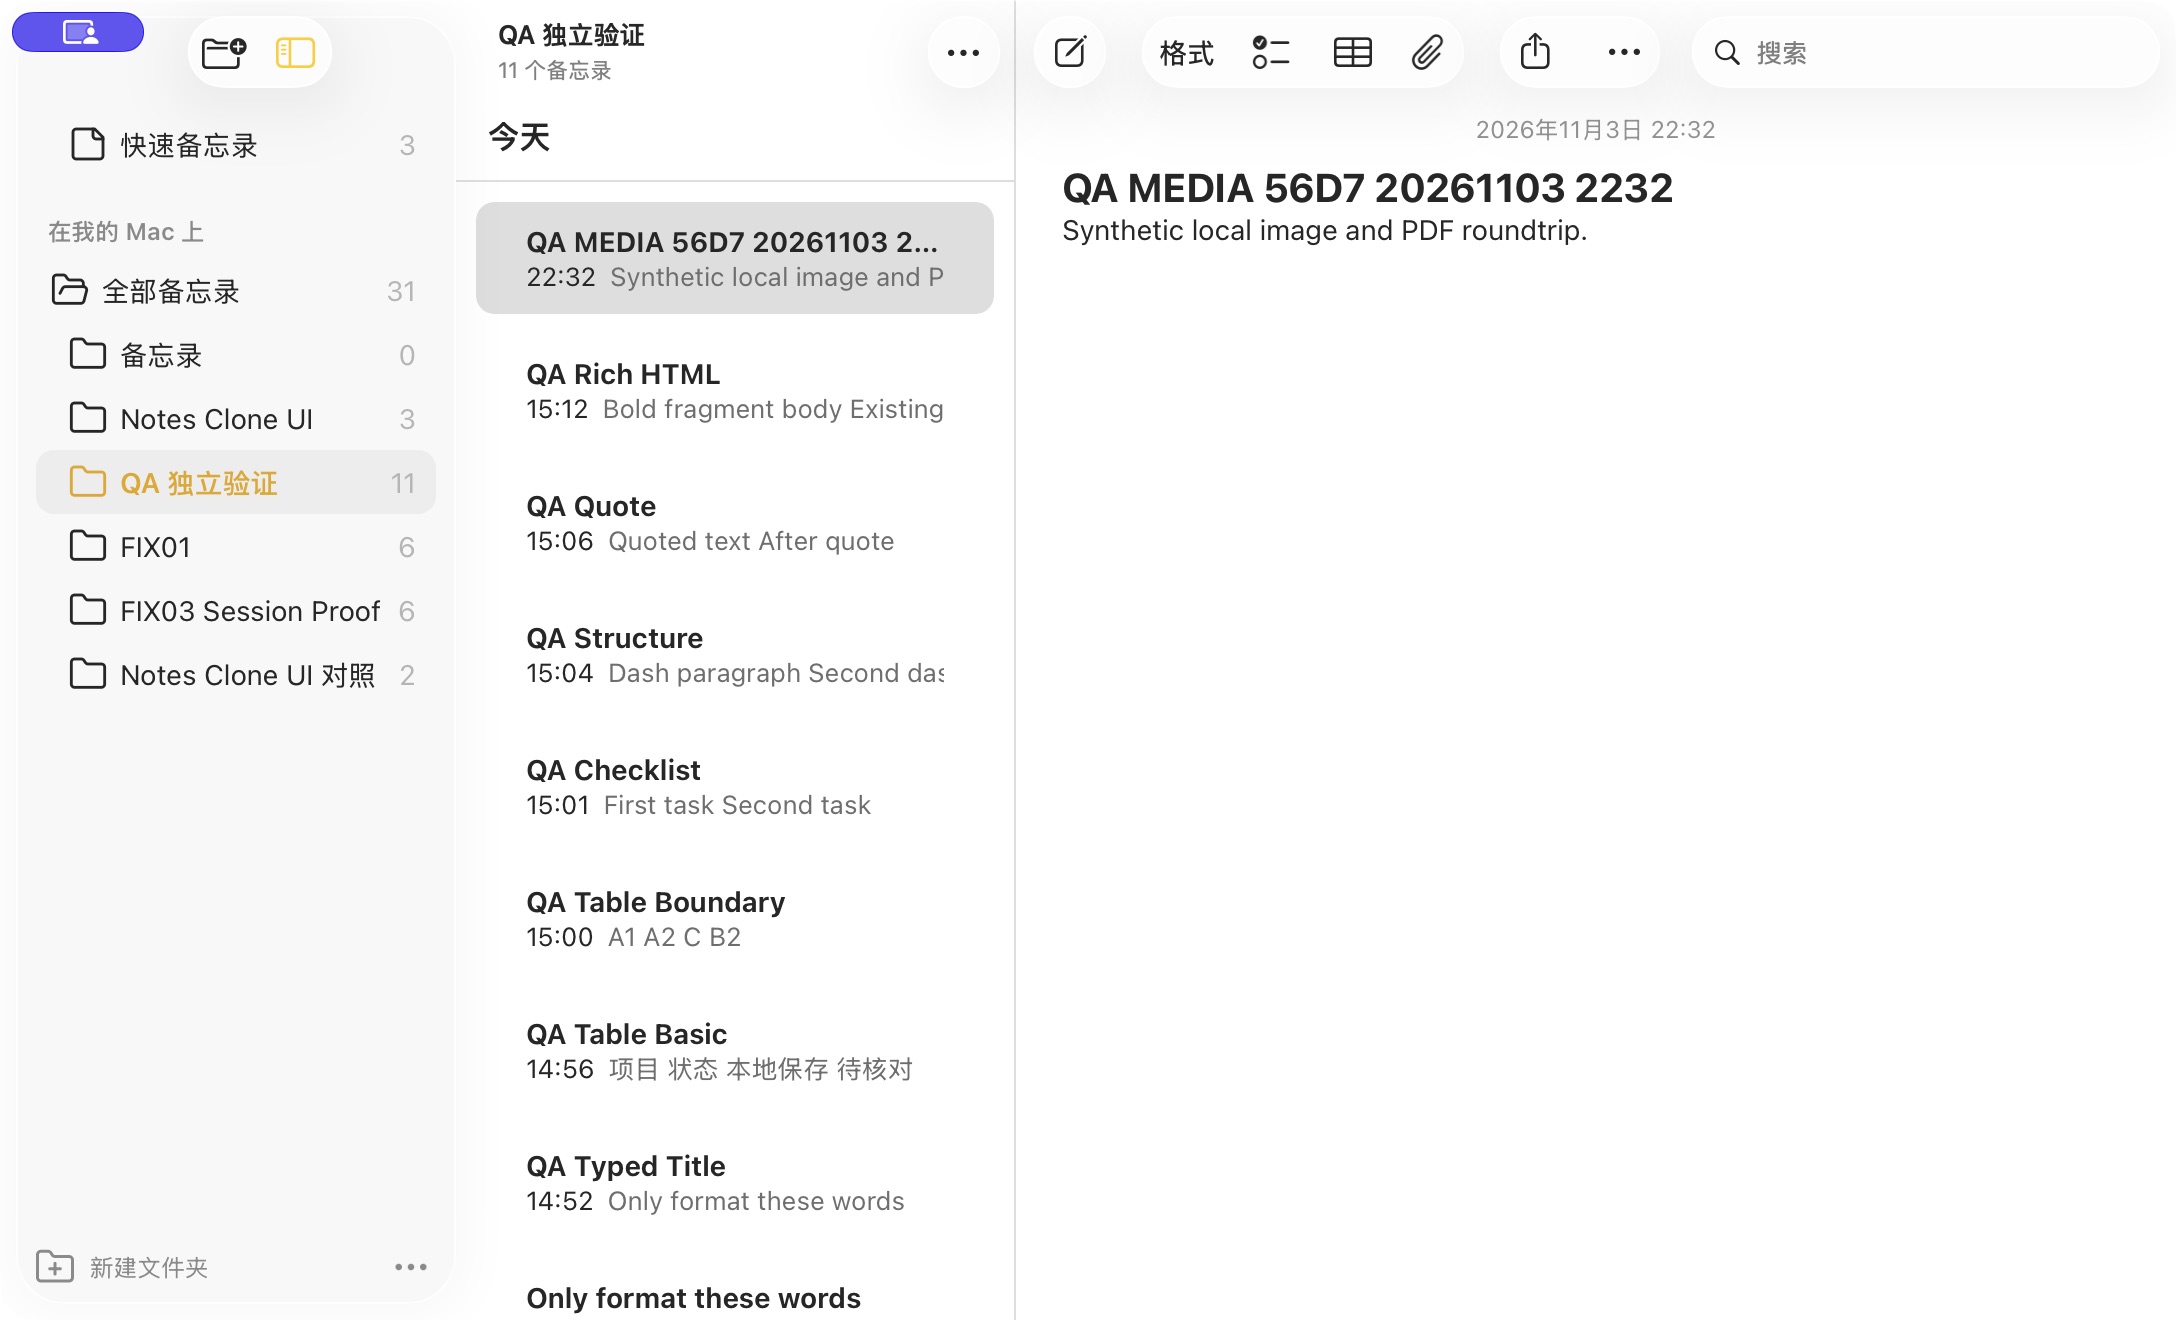 快速备忘录 3
在我的 Mac 上
全部备忘录 31
备忘录 0
Notes Clone UI 3
QA 独立验证 11
FIX01 6
FIX03 Session Proof 6
Notes Clone UI 对照 2
新建文件夹
QA 独立验证
11 个备忘录
今天
QA MEDIA 56D7 20261103 2...
22:32 Synthetic local image and P
QA Rich HTML
15:12 Bold fragment body Existing
QA Quote
15:06 Quoted text After quote
QA Structure
15:04 Dash paragraph Second das
QA Checklist
15:01 First task Second task
QA Table Boundary
15:00 A1 A2 C B2
QA Table Basic
14:56 项目 状态 本地保存 待核对
QA Typed Title
14:52 Only format these words
Only format these words
格式
搜索
2026年11月3日 22:32
QA MEDIA 56D7 20261103 2232
Synthetic local image and PDF roundtrip.